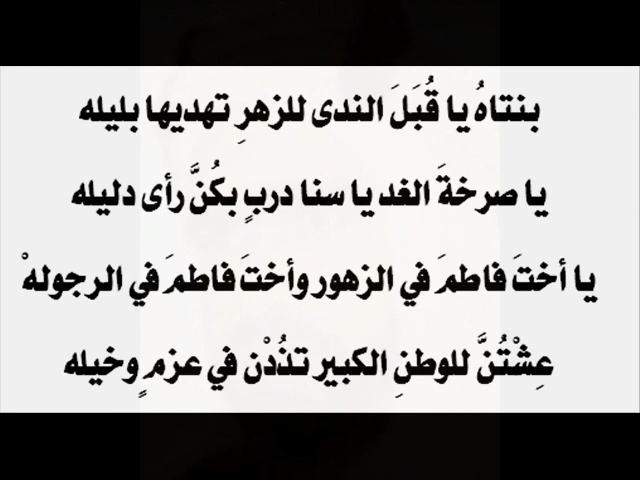 بنتاهُ يا قُبَلَ الندى للزهرِ تهديها بليله
يا صرخةَ الغد يا سنا دربٍ بكُنَّ رأى دليله
يا أختَ فاطمَ في الزهور وأختَ فاطمَ في الرجولهْ
عِشْتُنَّ للوطنِ الكبير تذُدْن في عزمٍ وخيله